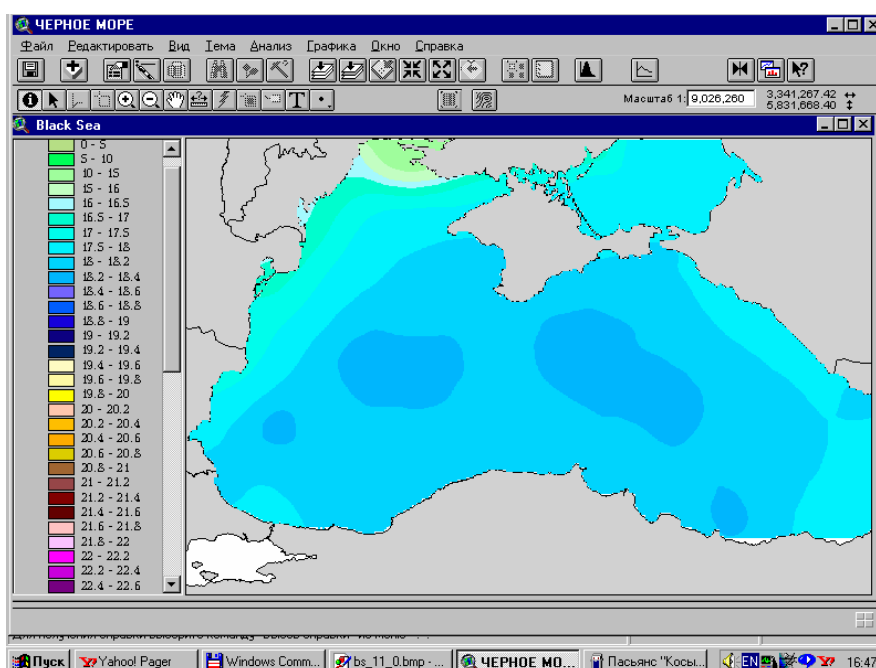 ЧЕРНОЕ МОРЕ
Файл Редактировать Вид Тема Анализ Графика Окно Справка
Масштаб 1: 9,026,260 3,341,267.42
5,831,668.40
Black Sea
0 - 5
5 - 10
10 - 15
15 - 16
16 - 16.5
16.5 - 17
17 - 17.5
17.5 - 18
18 - 18.2
18.2 - 18.4
18.4 - 18.6
18.6 - 18.8
18.8 - 19
19 - 19.2
19.2 - 19.4
19.4 - 19.6
19.6 - 19.8
19.8 - 20
20 - 20.2
20.2 - 20.4
20.4 - 20.6
20.6 - 20.8
20.8 - 21
21 - 21.2
21.2 - 21.4
21.4 - 21.6
21.6 - 21.8
21.8 - 22
22 - 22.2
22.2 - 22.4
22.4 - 22.6
Пуск Yahoo! Pager Windows Comm... bs_11_0.bmp - ... ЧЕРНОЕ МО... Пасьянс "Косы... EN 16:47